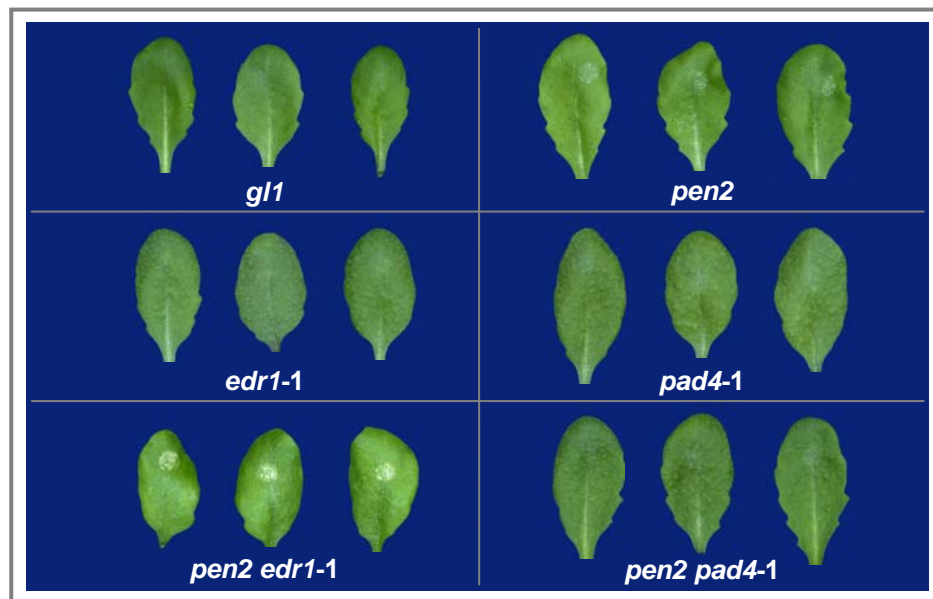 gl1
pen2
edr1-1
pad4-1
pen2 edr1-1
pen2 pad4-1